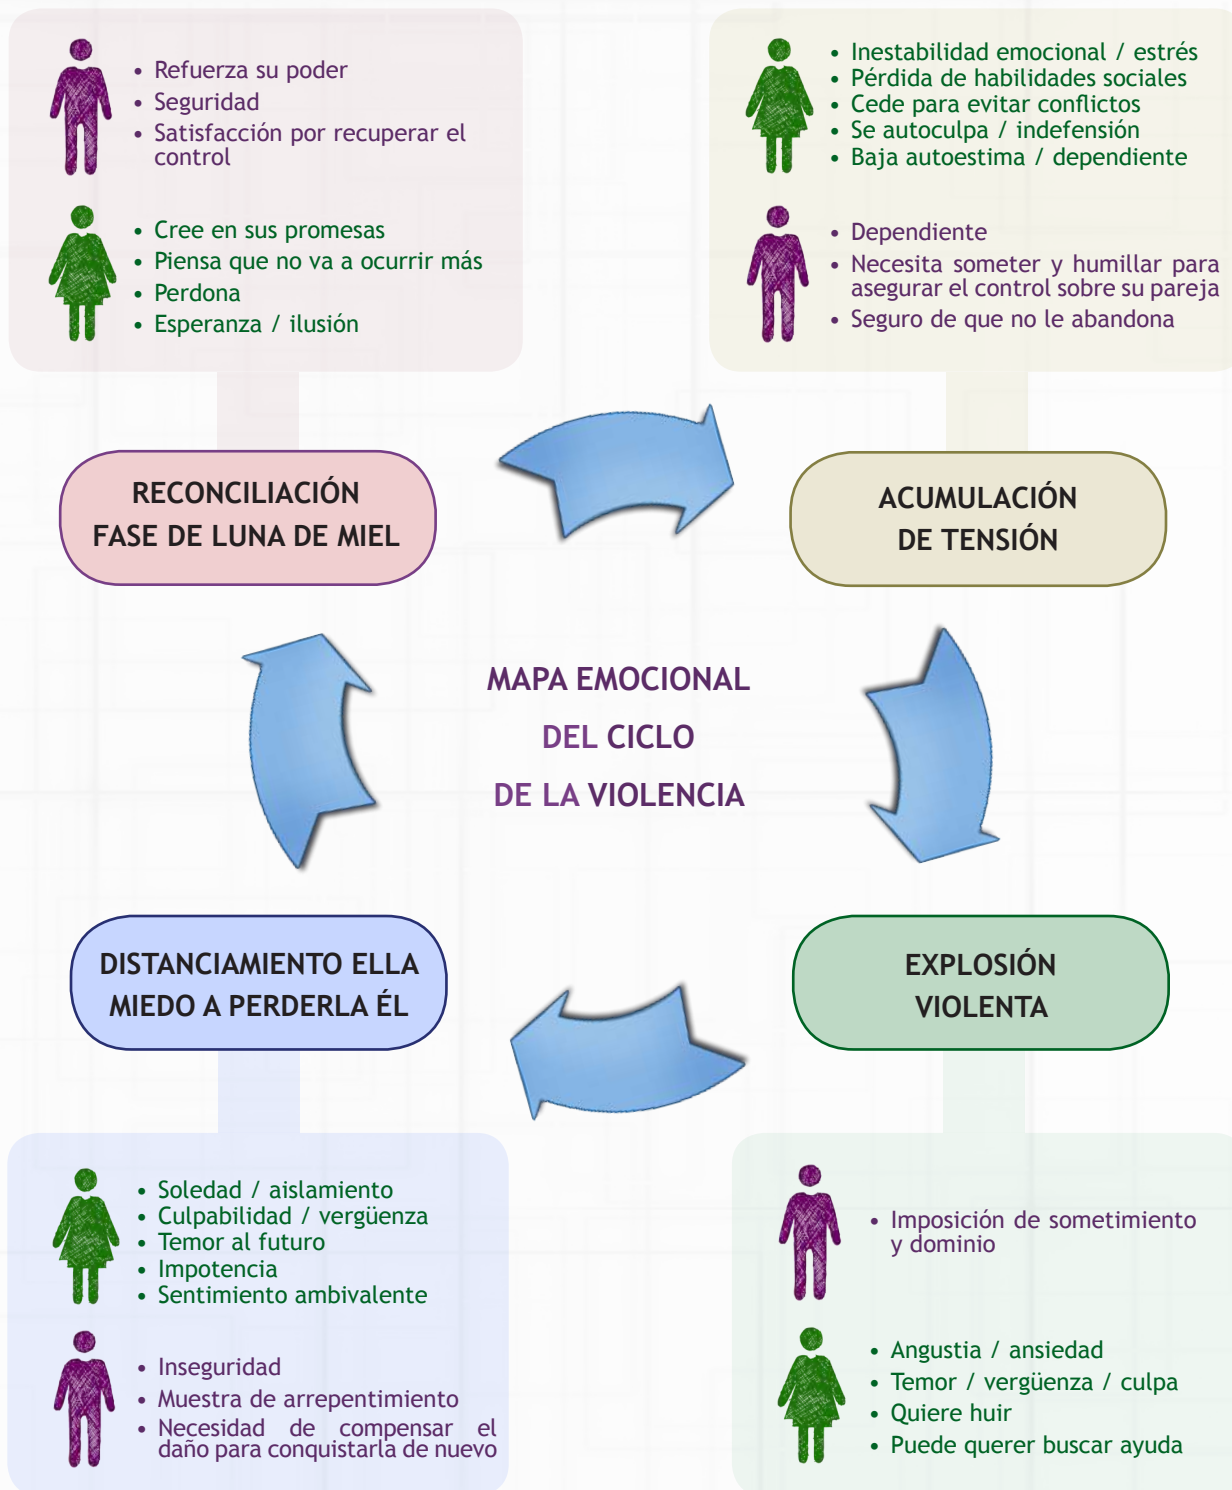 • Refuerza su poder
• Seguridad
• Satisfacción por recuperar el
control
• Cree en sus promesas
• Piensa que no va a ocurrir más
• Perdona
• Esperanza / ilusión
• Inestabilidad emocional / estrés
• Pérdida de habilidades sociales
• Cede para evitar conflictos
• Se autoculpa / indefensión
• Baja autoestima / dependiente
• Dependiente
• Necesita someter y humillar para
asegurar el control sobre su pareja
• Seguro de que no le abandona
RECONCILIACIÓN
FASE DE LUNA DE MIEL
ACUMULACIÓN
DE TENSIÓN
MAPA EMOCIONAL
DEL CICLO
DE LA VIOLENCIA
DISTANCIAMIENTO ELLA
MIEDO A PERDERLA ÉL
EXPLOSIÓN
VIOLENTA
• Soledad / aislamiento
• Culpabilidad / vergüenza
• Temor al futuro
• Impotencia
• Sentimiento ambivalente
• Inseguridad
• Muestra de arrepentimiento
• Necesidad de compensar el
daño para conquistarla de nuevo
• Imposición de sometimiento
y dominio
• Angustia / ansiedad
• Temor / vergüenza / culpa
• Quiere huir
• Puede querer buscar ayuda